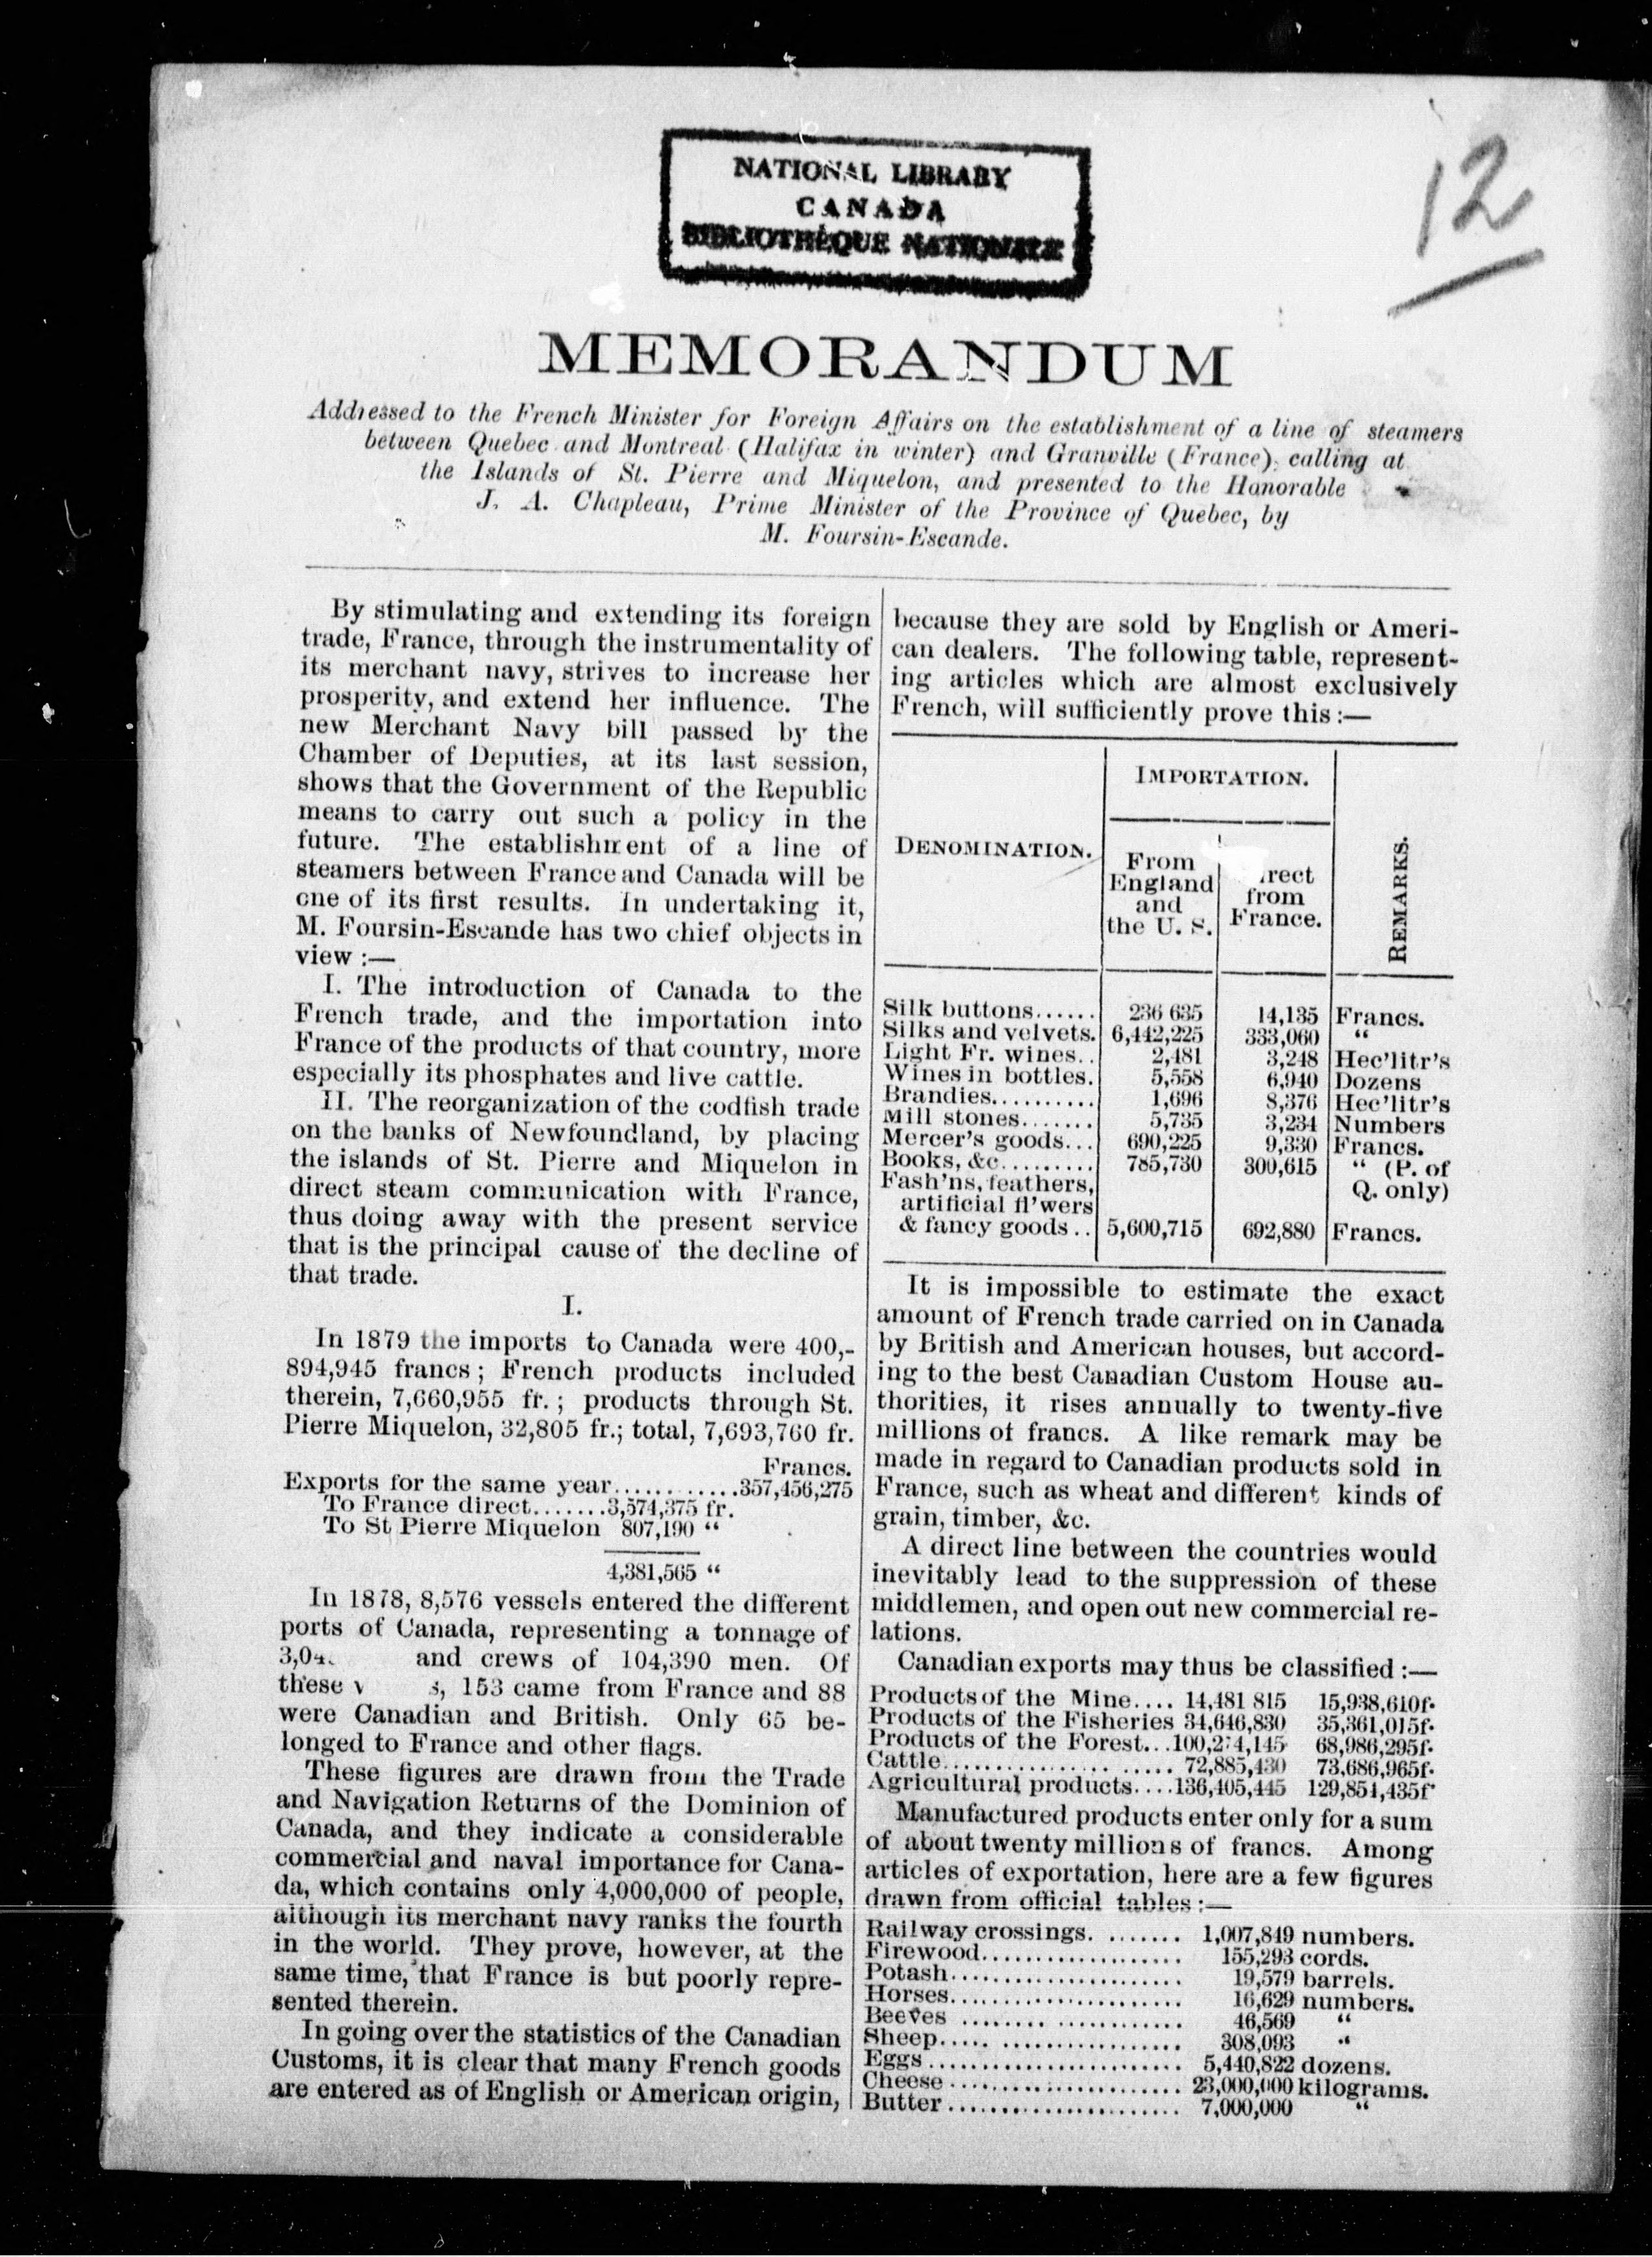 NATIONAL LIBRARY
CANADA
BIBLIOTHÈQUE NATIONALE
12
MEMORANDUM
Addressed to the French Minister for Foreign Affairs on the establishment of a line of steamers
between Quebec and Montreal (Halifax in winter) and Granville (France), calling at
the Islands of St. Pierre and Miquelon, and presented to the Honorable
J. A. Chapleau, Prime Minister of the Province of Quebec, by
M. Foursin-Escande.
By stimulating and extending its foreign
trade, France, through the instrumentality of
its merchant navy, strives to increase her
prosperity, and extend her influence. The
new Merchant Navy bill passed by the
Chamber of Deputies, at its last session,
shows that the Government of the Republic
means to carry out such a policy in the
future. The establishment of a line of
steamers between France and Canada will be
one of its first results. In undertaking it,
M. Foursin-Escande has two chief objects in
view :—
I. The introduction of Canada to the
French trade, and the importation into
France of the products of that country, more
especially its phosphates and live cattle.
II. The reorganization of the codfish trade
on the banks of Newfoundland, by placing
the islands of St. Pierre and Miquelon in
direct steam communication with France,
thus doing away with the present service
that is the principal cause of the decline of
that trade.
I.
In 1879 the imports to Canada were 400,-
894,945 francs ; French products included
therein, 7,660,955 fr. ; products through St.
Pierre Miquelon, 32,805 fr.; total, 7,693,760 fr.
Francs.
Exports for the same year............357,456,275
To France direct.......3,574,375 fr.
To St Pierre Miquelon 807,190 “
4,381,565 “
In 1878, 8,576 vessels entered the different
ports of Canada, representing a tonnage of
3,04 and crews of 104,390 men. Of
these v s, 153 came from France and 88
were Canadian and British. Only 65 be-
longed to France and other flags.
These figures are drawn from the Trade
and Navigation Returns of the Dominion of
Canada, and they indicate a considerable
commercial and naval importance for Cana-
da, which contains only 4,000,000 of people,
although its merchant navy ranks the fourth
in the world. They prove, however, at the
same time, that France is but poorly repre-
sented therein.
In going over the statistics of the Canadian
Customs, it is clear that many French goods
are entered as of English or American origin,
because they are sold by English or Ameri-
can dealers. The following table, represent-
ing articles which are almost exclusively
French, will sufficiently prove this :—
DENOMINATION.
IMPORTATION.
From
England
and
the U. S.
rect
from
France.
REMARKS.
Silk buttons...... 236 635 14,135 Francs.
Silks and velvets. 6,442,225 333,060 “
Light Fr. wines.. 2,481 3,248 Hec'litr's
Wines in bottles. 5,558 6,940 Dozens
Brandies.......... 1,696 8,376 Hec'litr's
Mill stones....... 5,735 3,234 Numbers
Mercer's goods... 690,225 9,330 Francs.
Books, &c......... 785,730 300,615 “ (P. of
Q. only)
Fash'ns, feathers,
artificial fl'wers
& fancy goods.. 5,600,715 692,880 Francs.
It is impossible to estimate the exact
amount of French trade carried on in Canada
by British and American houses, but accord-
ing to the best Canadian Custom House au-
thorities, it rises annually to twenty-five
millions of francs. A like remark may be
made in regard to Canadian products sold in
France, such as wheat and different kinds of
grain, timber, &c.
A direct line between the countries would
inevitably lead to the suppression of these
middlemen, and open out new commercial re-
lations.
Canadian exports may thus be classified :—
Products of the Mine.... 14,481 815 15,938,610f.
Products of the Fisheries 34,646,830 35,361,015f.
Products of the Forest... 68,986,295f.
Cattle..................... 72,885,430 73,686,965f.
Agricultural products....136,405,445 129,851,435f
Manufactured products enter only for a sum
of about twenty millions of francs. Among
articles of exportation, here are a few figures
drawn from official tables :—
Railway crossings. ........ 1,007,849 numbers.
Firewood................... 155,293 cords.
Potash...................... 19,579 barrels.
Horses...................... 16,629 numbers.
Beeves ...................... 46,569 “
Sheep....................... 308,093 “
Eggs........................ 5,440,822 dozens.
Cheese...................... 23,000,000 kilograms.
Butter...................... 7,000,000 “